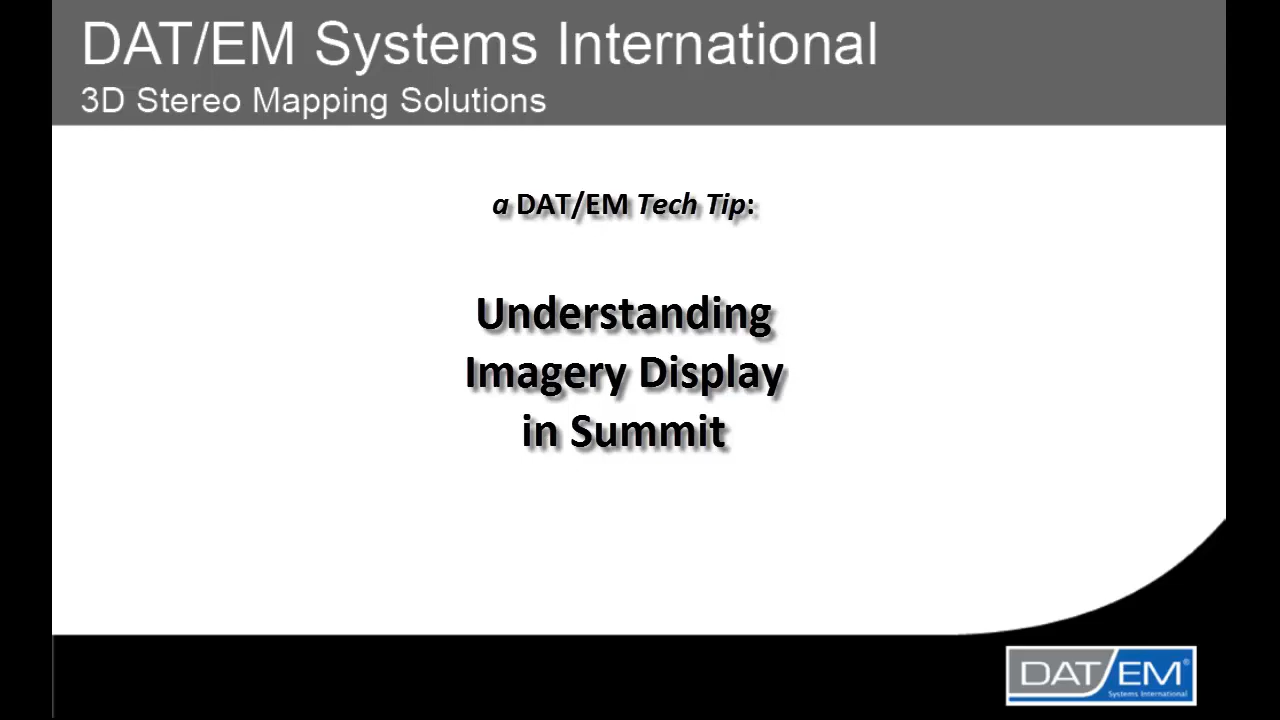 DAT/EM Systems International
3D Stereo Mapping Solutions
a DAT/EM Tech Tip:
Understanding
Imagery Display
in Summit
DAT/EM®
Systems International